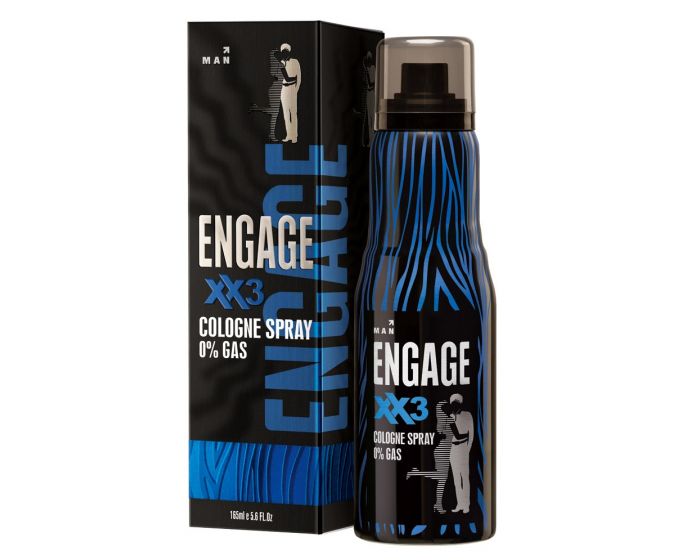 MAN
ENGAGE
XX3
COLOGNE SPRAY
0% GAS
165ml e 5.6 FL.Oz
ENGAGE
MAN
ENGAGE
XX3
COLOGNE SPRAY
0% GAS